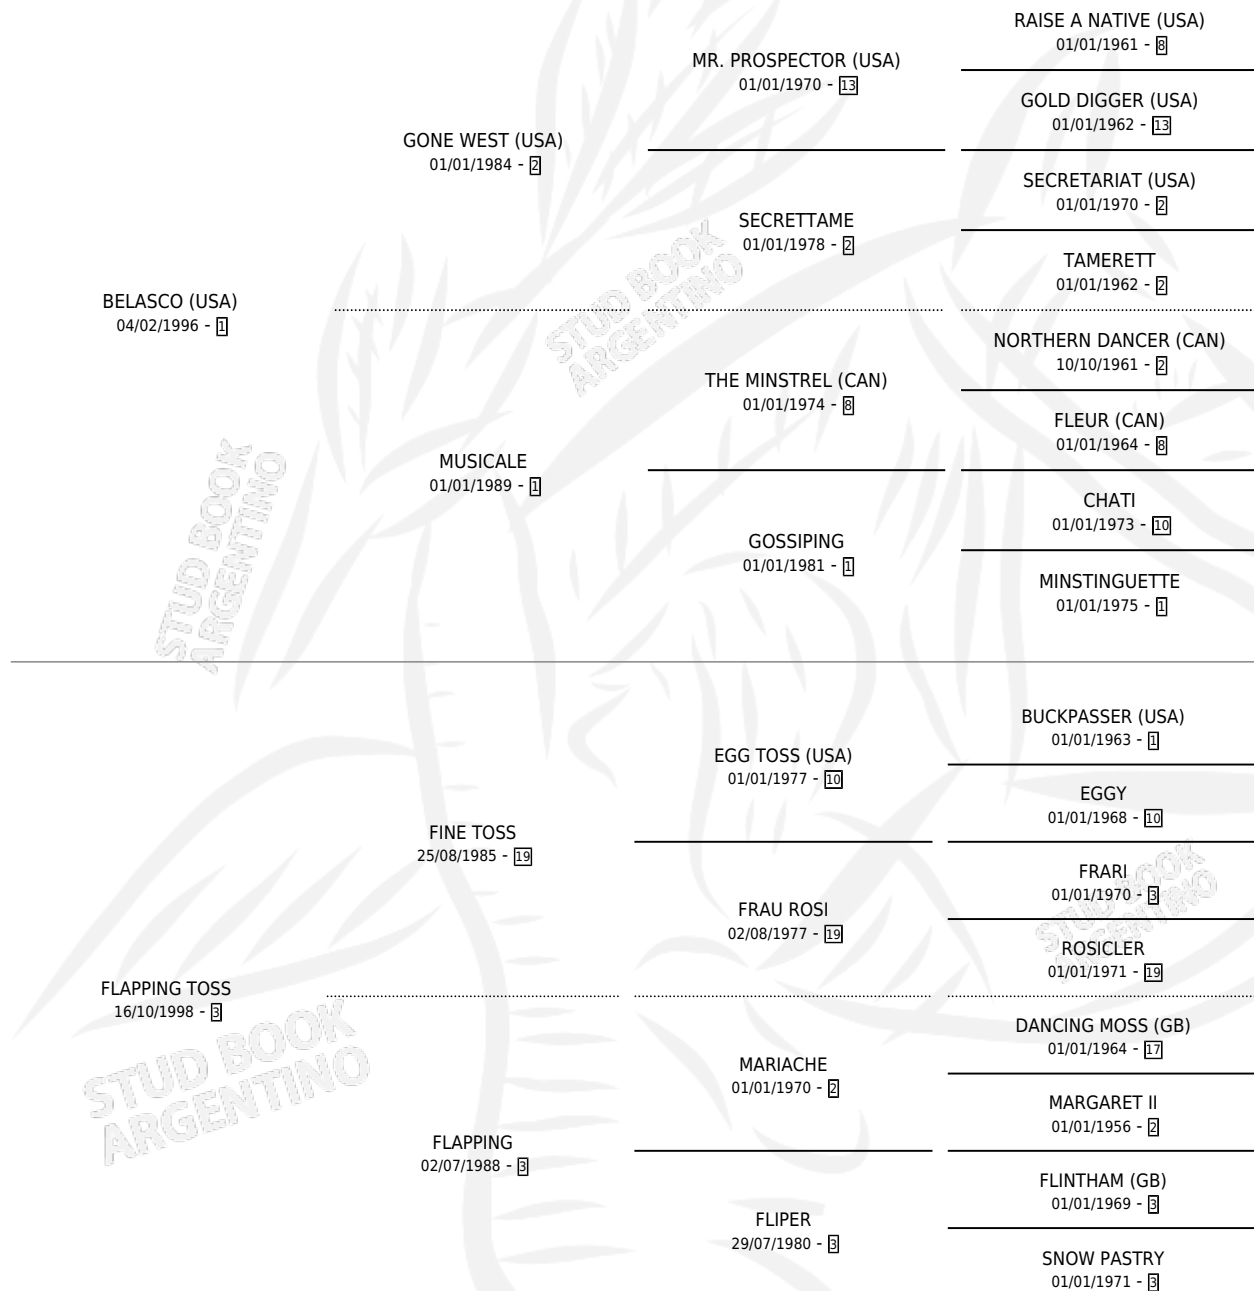 RAISE A NATIVE (USA)
01/01/1961 - 8
MR. PROSPECTOR (USA)
01/01/1970 - 13
GOLD DIGGER (USA)
01/01/1962 - 13
GONE WEST (USA)
01/01/1984 - 2
SECRETARIAT (USA)
01/01/1970 - 2
SECRETTAME
01/01/1978 - 2
TAMERETT
01/01/1962 - 2
BELASCO (USA)
04/02/1996 - 1
NORTHERN DANCER (CAN)
10/10/1961 - 2
THE MINSTREL (CAN)
01/01/1974 - 8
FLEUR (CAN)
01/01/1964 - 8
MUSICALE
01/01/1989 - 1
CHATI
01/01/1973 - 10
GOSSIPING
01/01/1981 - 1
MINSTINGUETTE
01/01/1975 - 1
STUD BOOK
ARGENTINO
STUD BOOK
ARGENTINO
BUCKPASSER (USA)
01/01/1963 - 1
EGG TOSS (USA)
01/01/1977 - 10
EGGY
01/01/1968 - 10
FINE TOSS
25/08/1985 - 19
FRARI
01/01/1970 - 3
FRAU ROSI
02/08/1977 - 19
ROSICLER
01/01/1971 - 19
FLAPPING TOSS
16/10/1998 - 3
DANCING MOSS (GB)
01/01/1964 - 17
MARIACHE
01/01/1970 - 2
MARGARET II
01/01/1956 - 2
FLAPPING
02/07/1988 - 3
FLINTHAM (GB)
01/01/1969 - 3
FLIPER
29/07/1980 - 3
SNOW PASTRY
01/01/1971 - 3
STUD BOOK
ARGENTINO
STUD BOOK
ARGENTINO